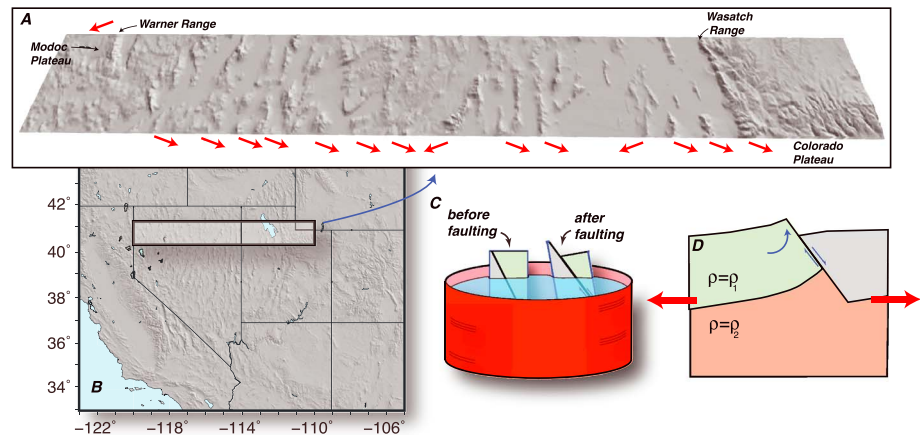 A
Warner Range
Wasatch
Range
Modoc
Plateau
Colorado
Plateau
42°
40°
38°
36°
34°
B
−122°
−118°
−114°
−110°
−106°
C
before
faulting
after
faulting
D
ρ=ρ1
ρ=ρ2